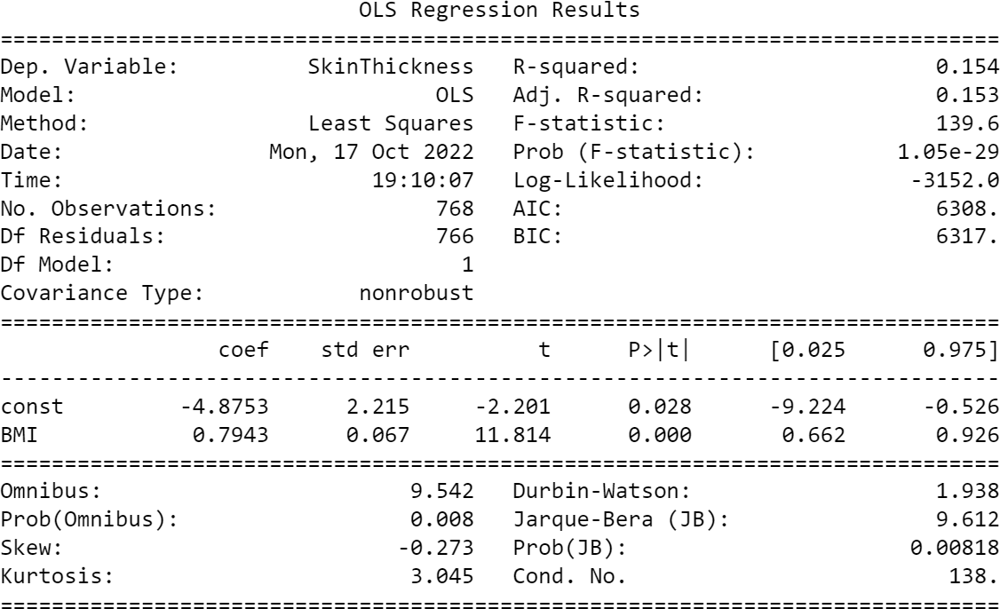 OLS Regression Results
==============================================================================
Dep. Variable:          SkinThickness   R-squared:                       0.154
Model:                            OLS   Adj. R-squared:                  0.153
Method:                 Least Squares   F-statistic:                     139.6
Date:                Mon, 17 Oct 2022   Prob (F-statistic):           1.05e-29
Time:                        19:10:07   Log-Likelihood:                -3152.0
No. Observations:                 768   AIC:                             6308.
Df Residuals:                     766   BIC:                             6317.
Df Model:                           1
Covariance Type:            nonrobust
==============================================================================
                 coef    std err          t      P>|t|      [0.025      0.975]
------------------------------------------------------------------------------
const         -4.8753      2.215     -2.201      0.028      -9.224      -0.526
BMI            0.7943      0.067     11.814      0.000       0.662       0.926
==============================================================================
Omnibus:                        9.542   Durbin-Watson:                   1.938
Prob(Omnibus):                  0.008   Jarque-Bera (JB):                9.612
Skew:                          -0.273   Prob(JB):                      0.00818
Kurtosis:                       3.045   Cond. No.                         138.
==============================================================================